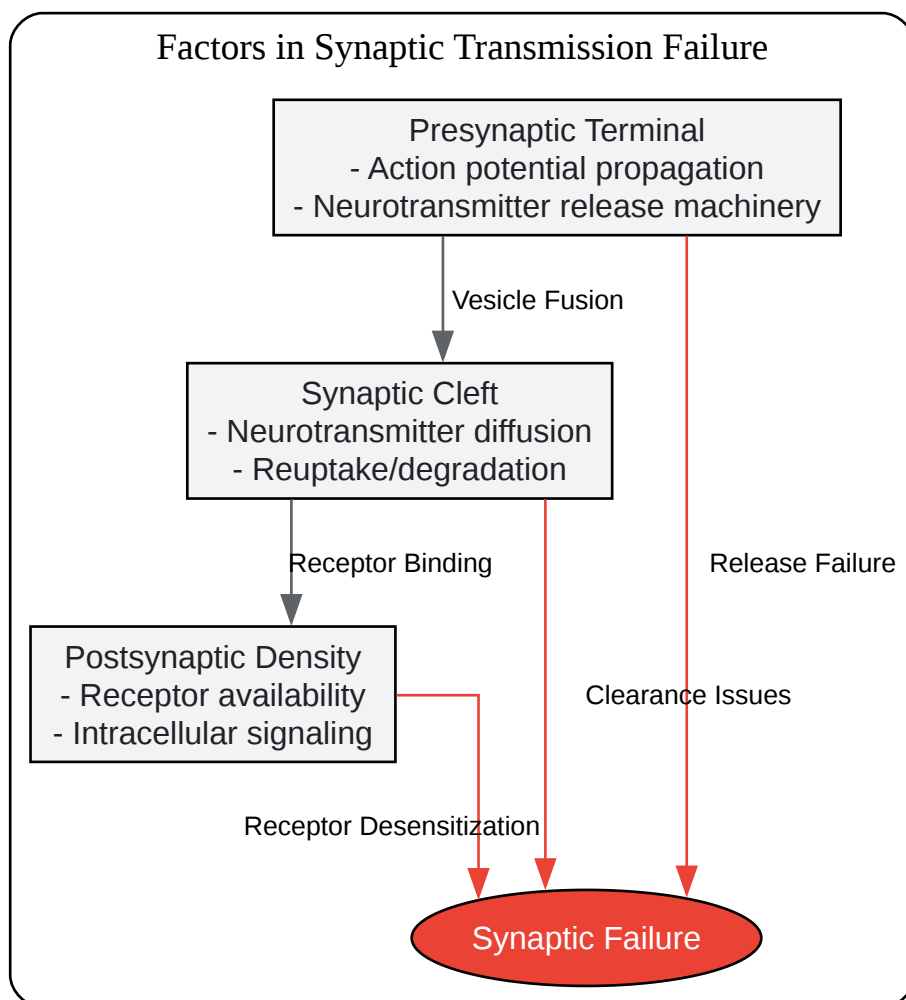 Factors in Synaptic Transmission Failure
Presynaptic Terminal
- Action potential propagation
- Neurotransmitter release machinery
Vesicle Fusion
Synaptic Cleft
- Neurotransmitter diffusion
- Reuptake/degradation
Receptor Binding
Release Failure
Postsynaptic Density
- Receptor availability
- Intracellular signaling
Clearance Issues
Receptor Desensitization
Synaptic Failure